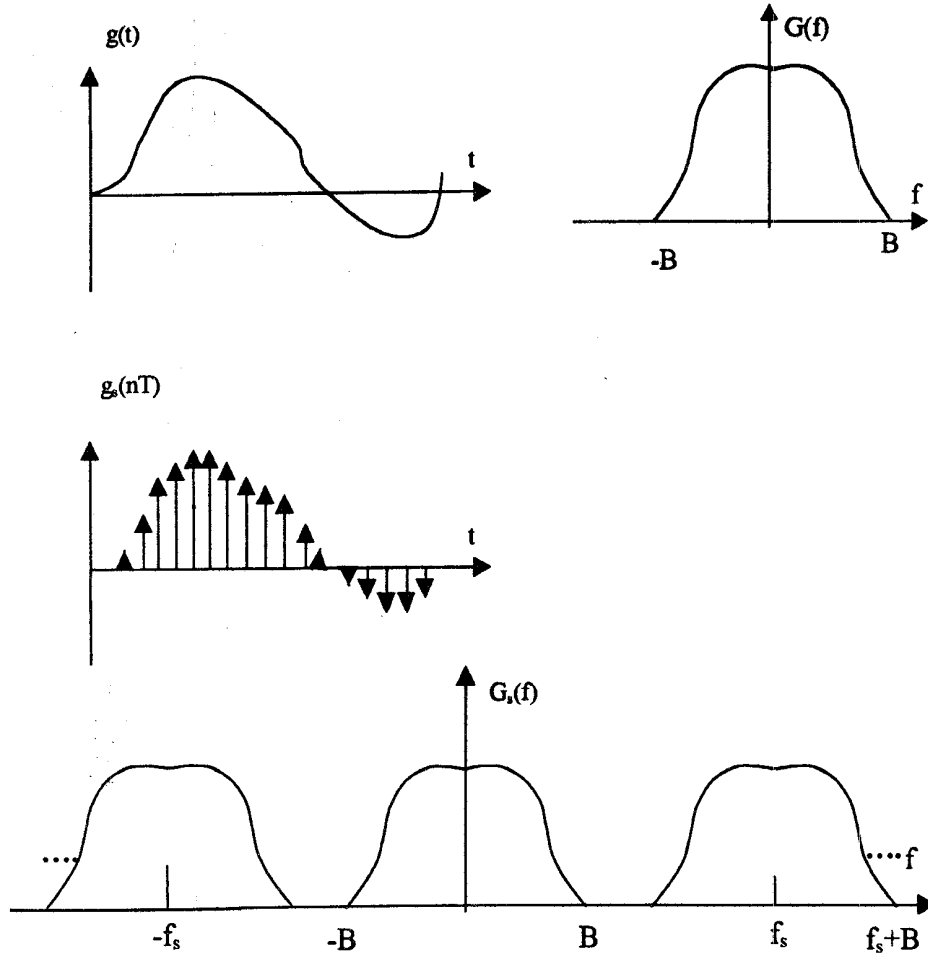 g(t)
t
G(f)
f
-B
B
gₛ(nT)
t
Gₛ(f)
.... .... f
-fₛ -B B fₛ fₛ+B